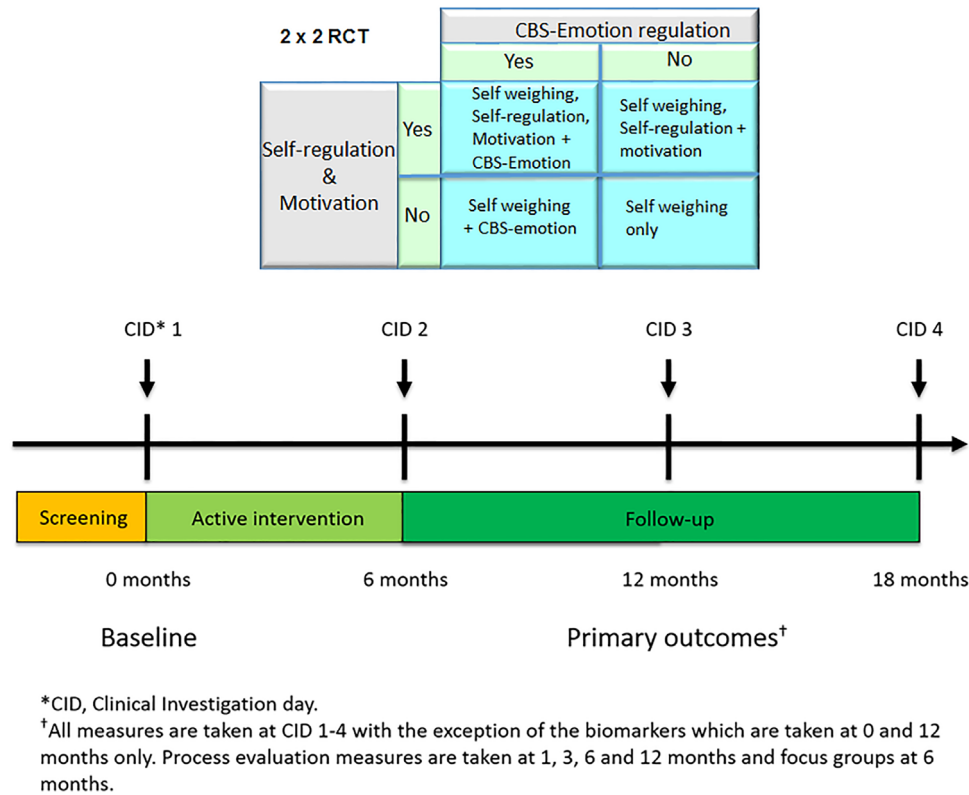 2 x 2 RCT
CBS-Emotion regulation
Yes
No
Self-regulation
&
Motivation
Yes
Self weighing,
Self-regulation,
Motivation +
CBS-Emotion
Self weighing,
Self-regulation +
motivation
No
Self weighing
+ CBS-emotion
Self weighing
only
CID* 1
CID 2
CID 3
CID 4
Screening
Active intervention
Follow-up
0 months
6 months
12 months
18 months
Baseline
Primary outcomes†
*CID, Clinical Investigation day.
†All measures are taken at CID 1-4 with the exception of the biomarkers which are taken at 0 and 12
months only. Process evaluation measures are taken at 1, 3, 6 and 12 months and focus groups at 6
months.